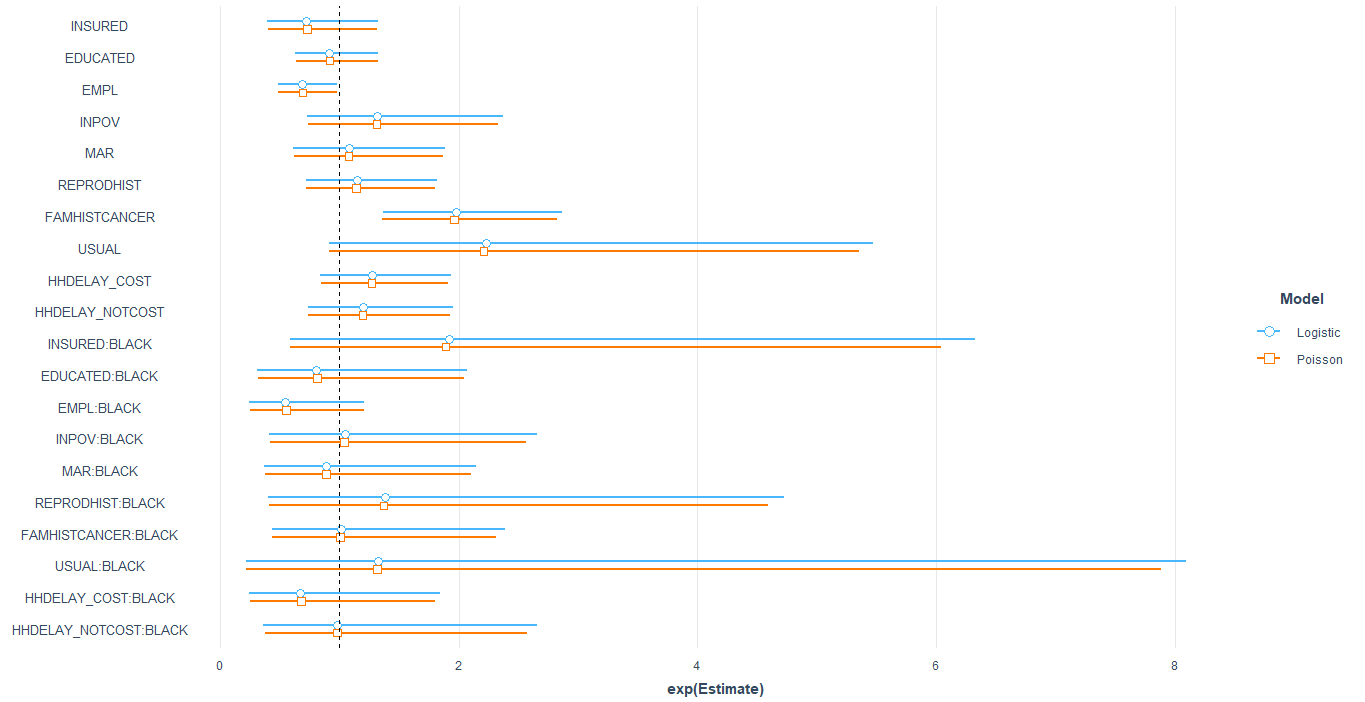 INSURED
EDUCATED
EMPL
INPOV
MAR
REPRODHIST
FAMHISTCANCER
USUAL
HHDELAY_COST
HHDELAY_NOTCOST
INSURED:BLACK
EDUCATED:BLACK
EMPL:BLACK
INPOV:BLACK
MAR:BLACK
REPRODHIST:BLACK
FAMHISTCANCER:BLACK
USUAL:BLACK
HHDELAY_COST:BLACK
HHDELAY_NOTCOST:BLACK
0 2 4 6 8
exp(Estimate)
Model
Logistic
Poisson